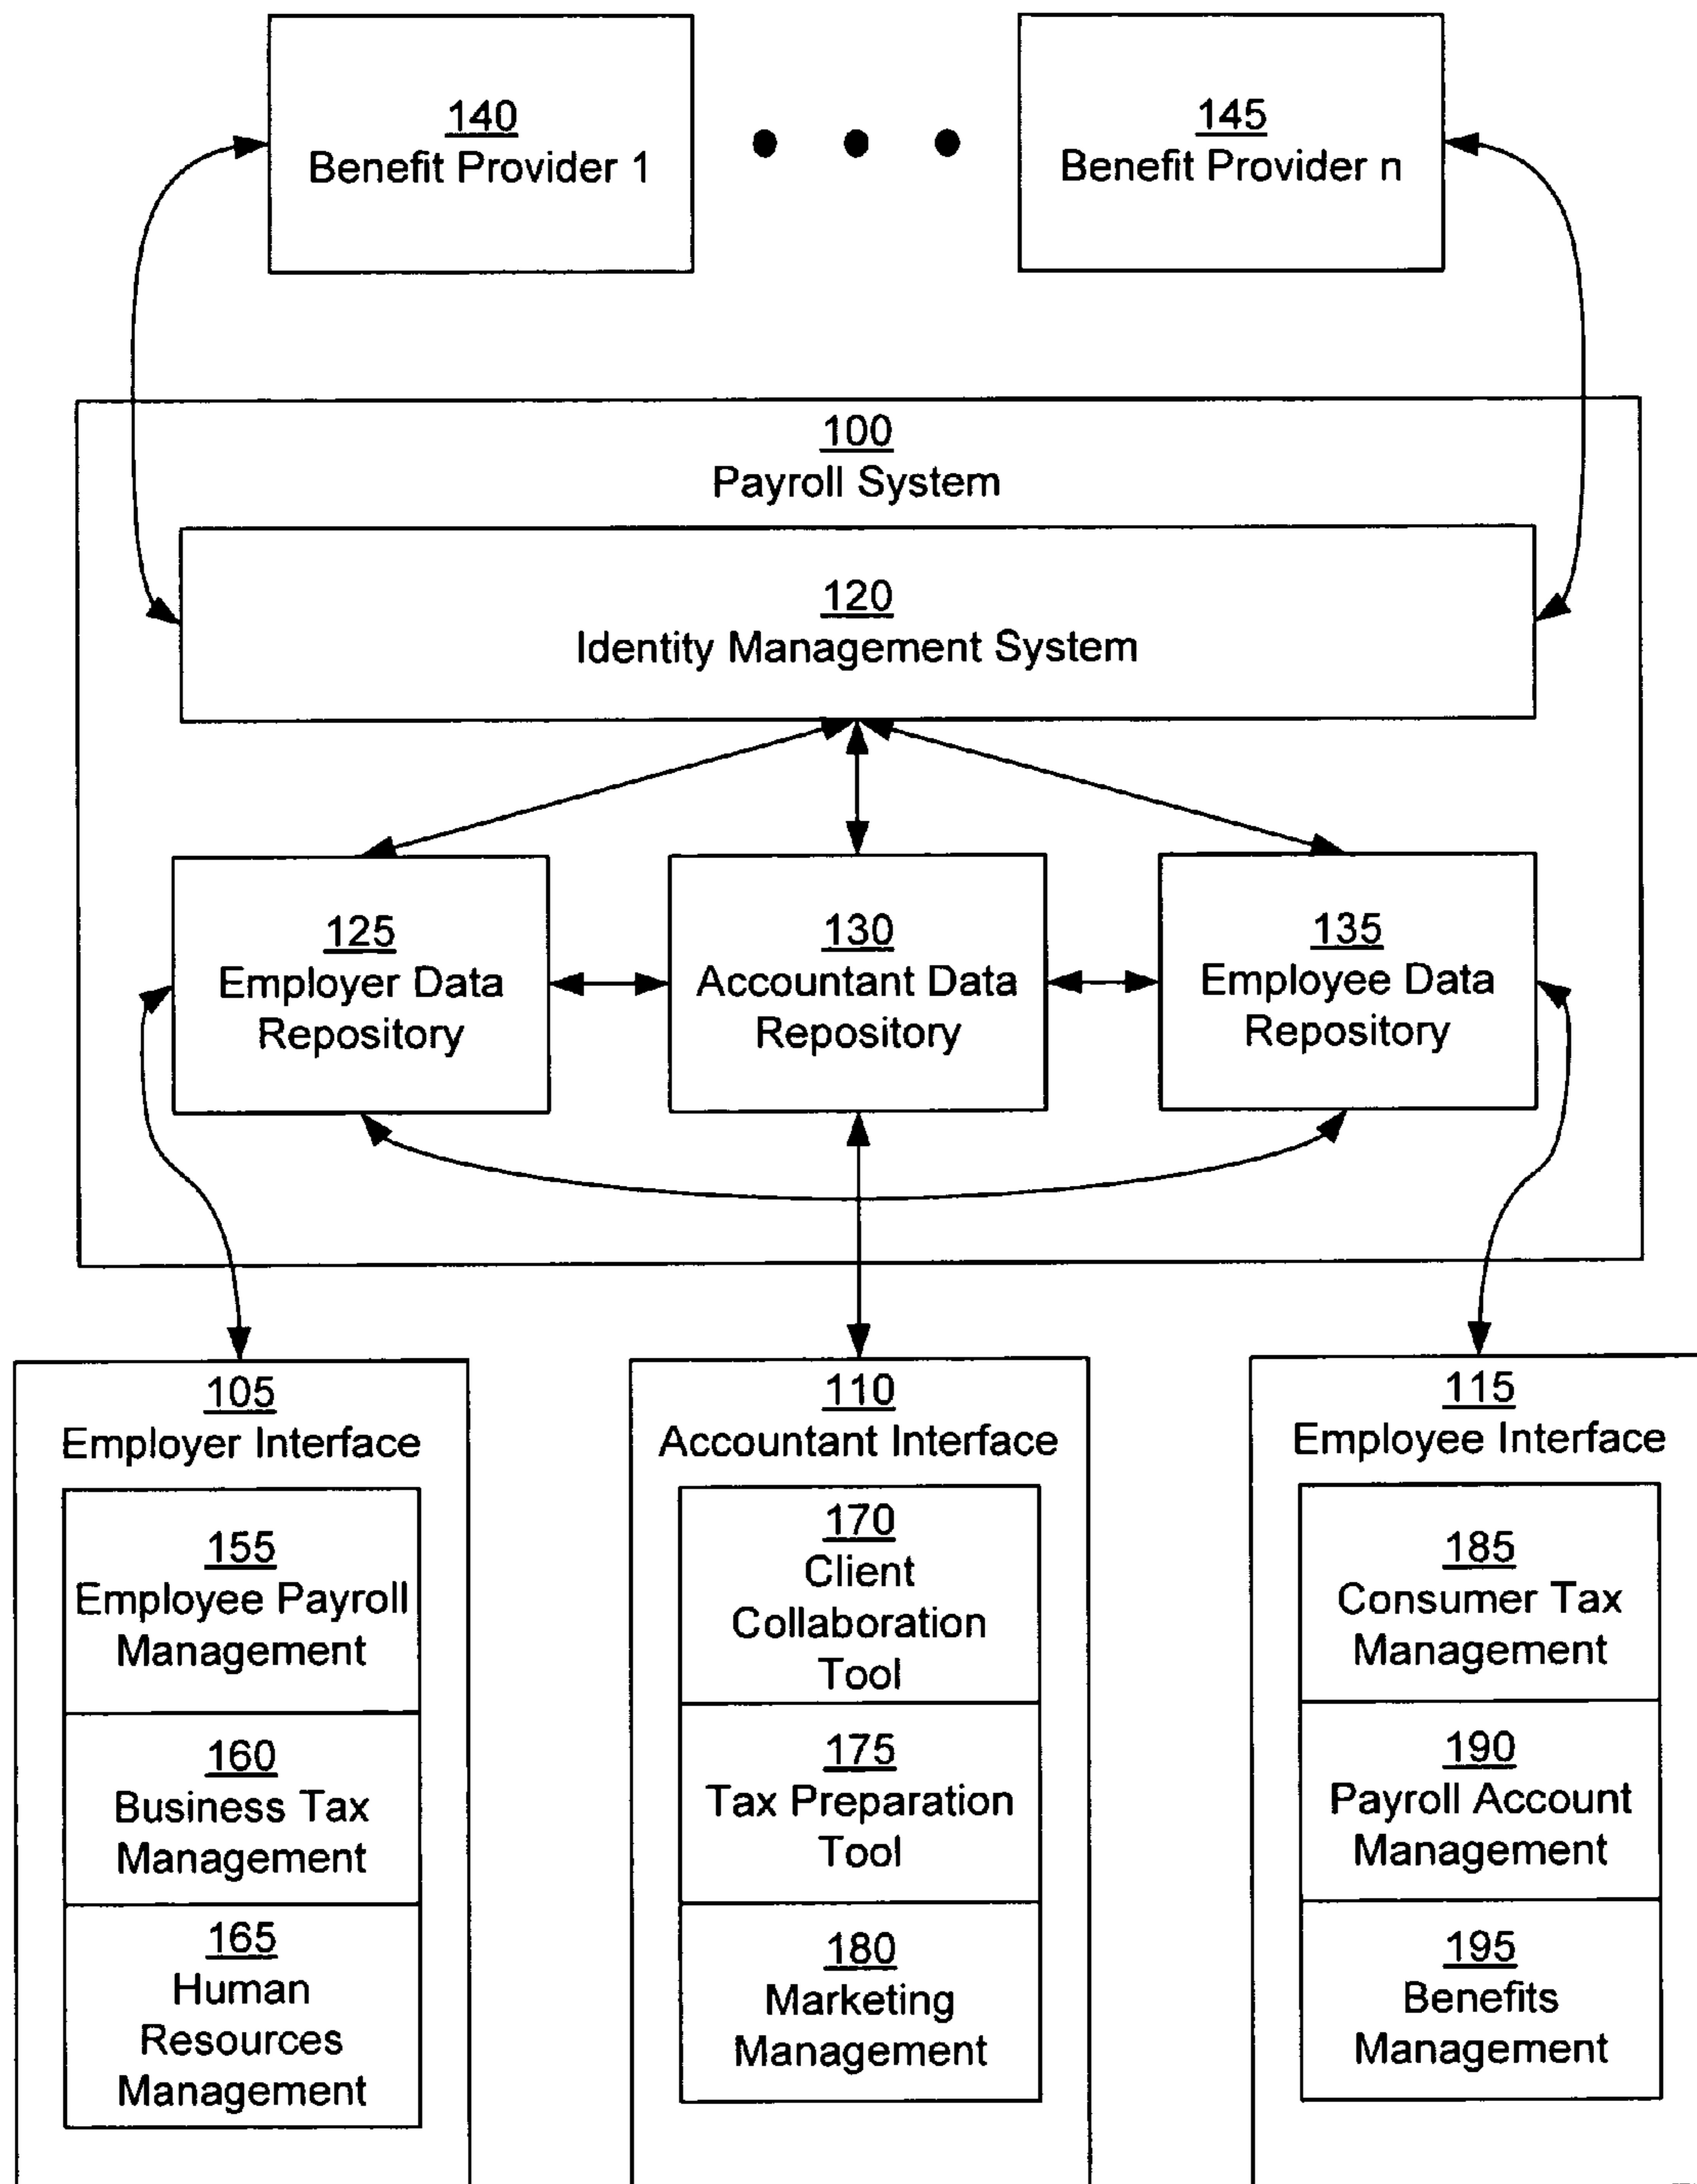 140
Benefit Provider 1
145
Benefit Provider n
100
Payroll System
120
Identity Management System
125
Employer Data
Repository
130
Accountant Data
Repository
135
Employee Data
Repository
105
Employer Interface
155
Employee Payroll
Management
160
Business Tax
Management
165
Human
Resources
Management
110
Accountant Interface
170
Client
Collaboration
Tool
175
Tax Preparation
Tool
180
Marketing
Management
115
Employee Interface
185
Consumer Tax
Management
190
Payroll Account
Management
195
Benefits
Management